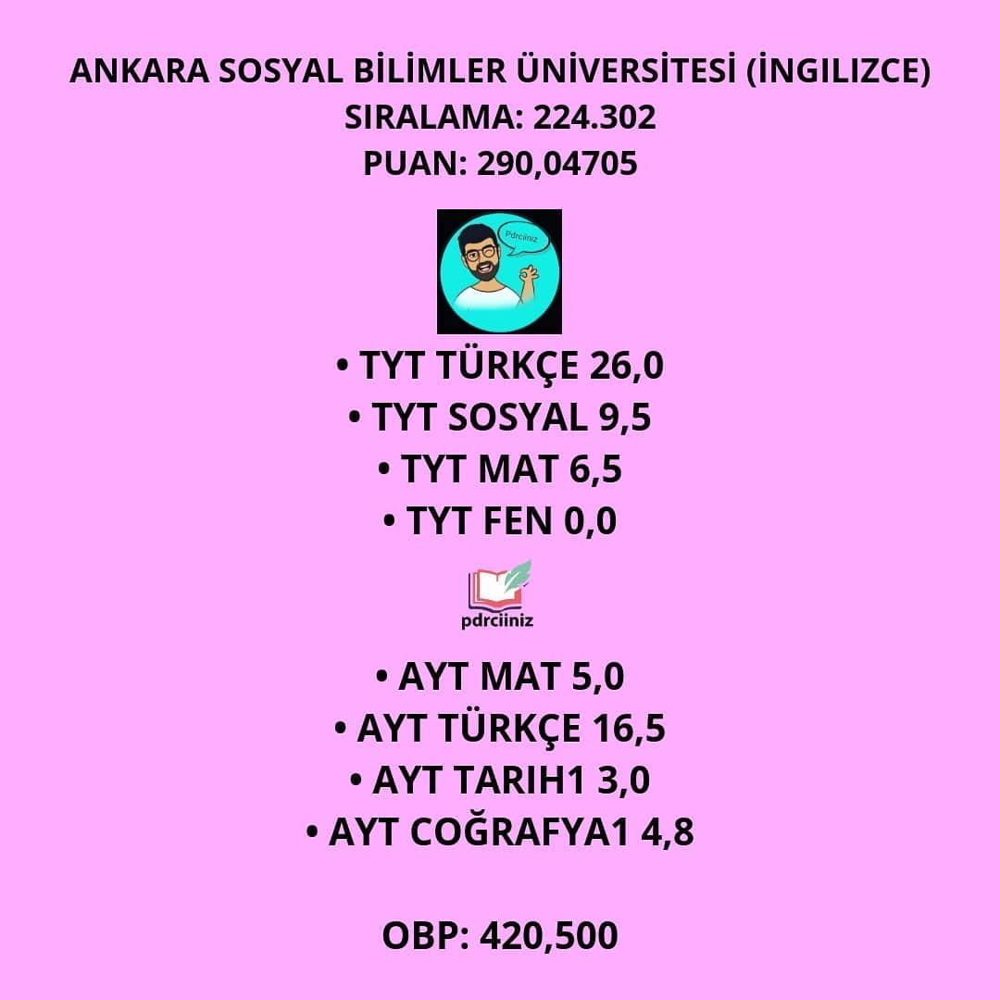 ANKARA SOSYAL BİLİMLER ÜNİVERSİTESİ (İNGILIZCE)
SIRALAMA: 224.302
PUAN: 290,04705
Pdrciiniz
• TYT TÜRKÇE 26,0
• TYT SOSYAL 9,5
• TYT MAT 6,5
• TYT FEN 0,0
pdrciiniz
• AYT MAT 5,0
• AYT TÜRKÇE 16,5
• AYT TARIH1 3,0
• AYT COĞRAFYA1 4,8
OBP: 420,500